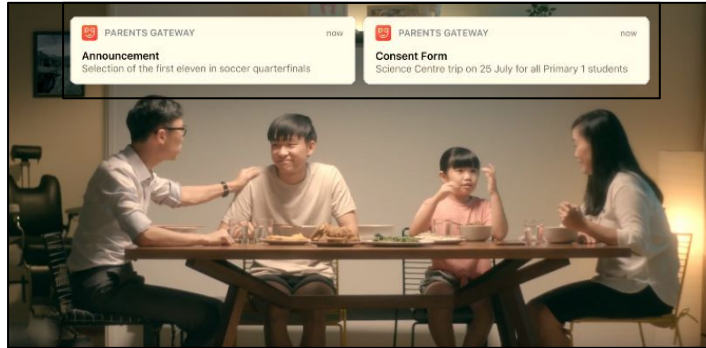 PARENTS GATEWAY now
Announcement
Selection of the first eleven in soccer quarterfinals
PARENTS GATEWAY now
Consent Form
Science Centre trip on 25 July for all Primary 1 students